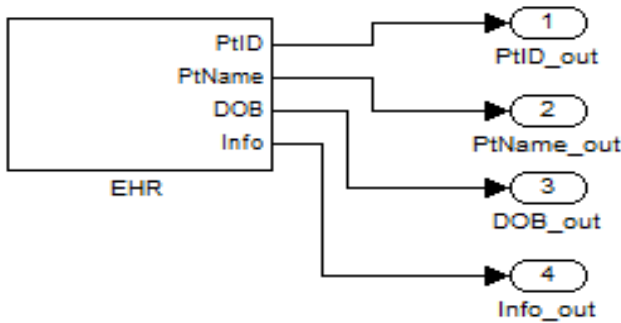 PtID
PtName
DOB
Info
EHR
1
PtID_out
2
PtName_out
3
DOB_out
4
Info_out